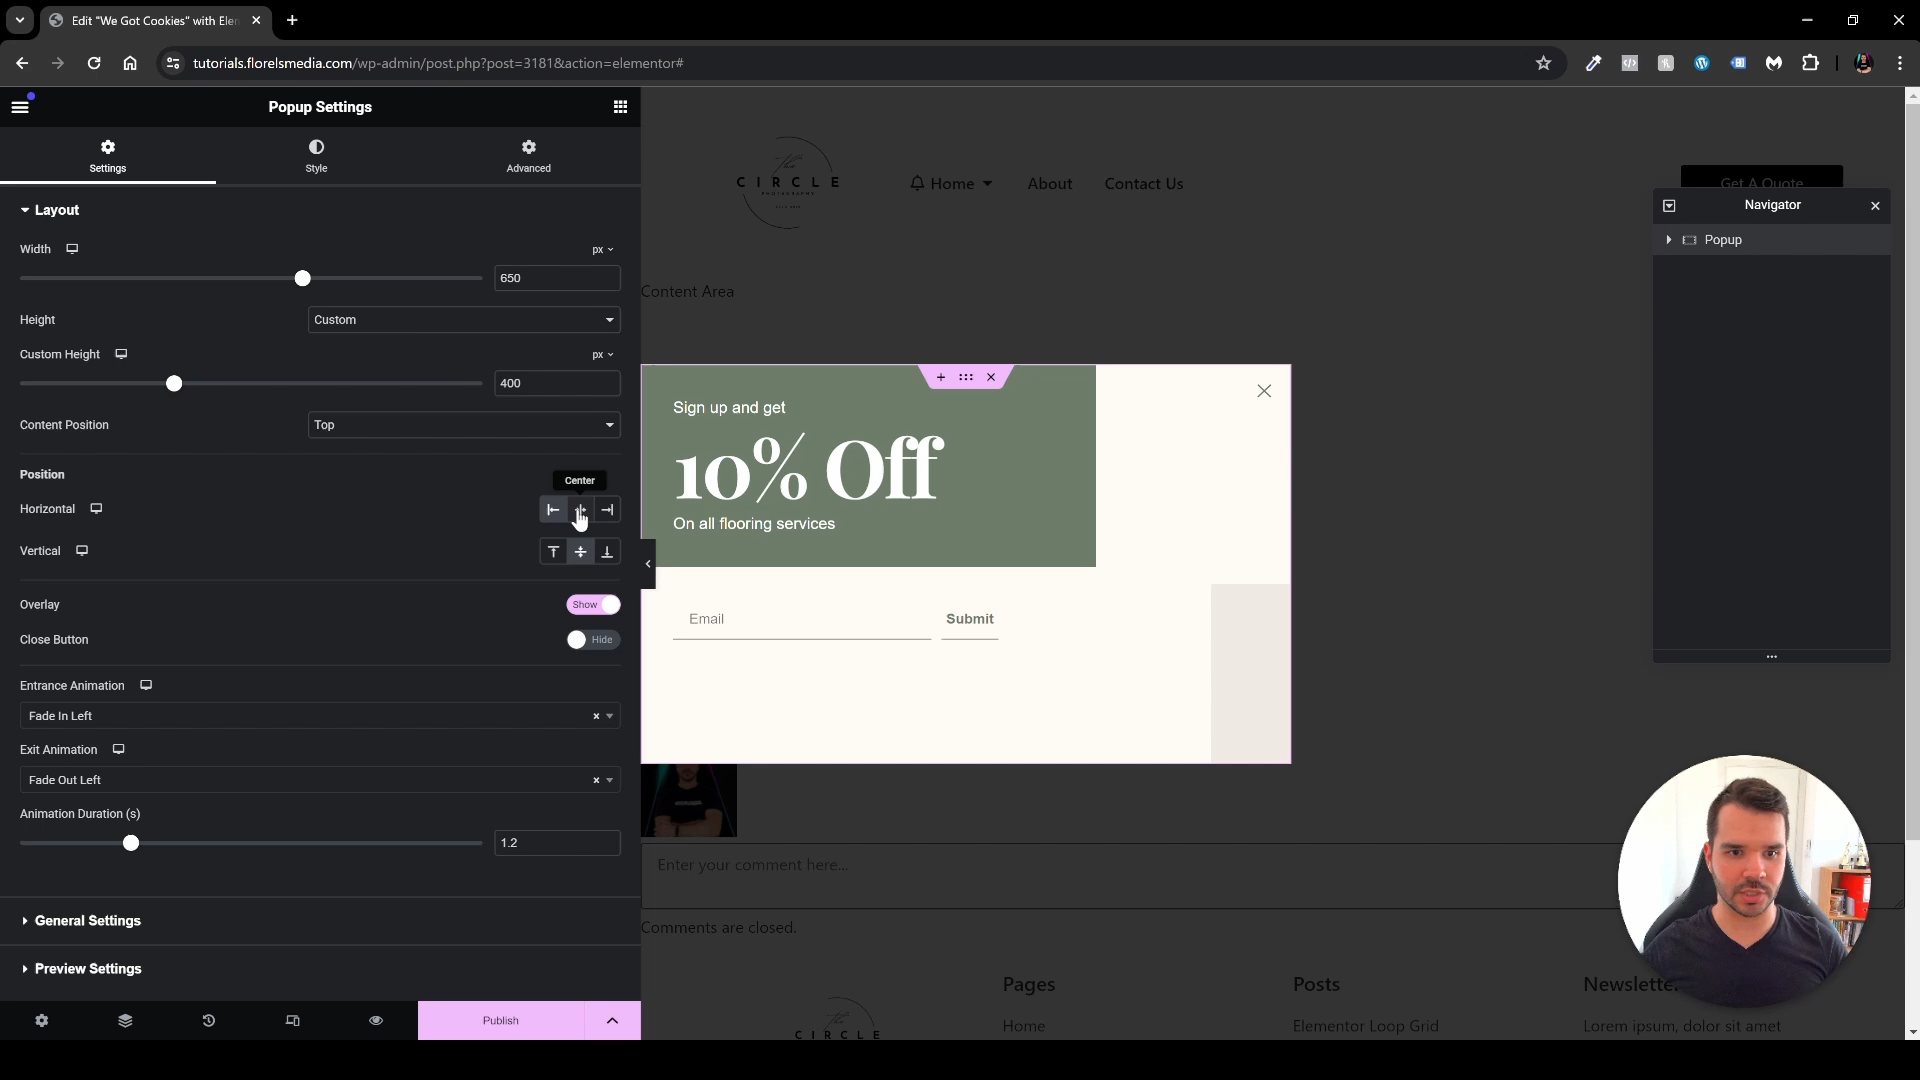 Edit "We Got Cookies" with Elen
tutorials.florelsmedia.com/wp-admin/post.php?post=3181&action=elementor#
Popup Settings
Settings
Style
Advanced
Layout
Width
px
650
Height
Custom
Custom Height
px
400
Content Position
Top
Position
Center
Horizontal
Vertical
Overlay
Show
Close Button
Hide
Entrance Animation
Fade In Left
Exit Animation
Fade Out Left
Animation Duration (s)
1.2
General Settings
Preview Settings
Publish
the
CIRCLE
Home
About
Contact Us
Get A Quote
Navigator
Popup
Content Area
Sign up and get
10% Off
On all flooring services
Email
Submit
Enter your comment here...
Comments are closed.
CIRCLE
Pages
Home
Posts
Elementor Loop Grid
Newslette
Lorem ipsum, dolor sit amet